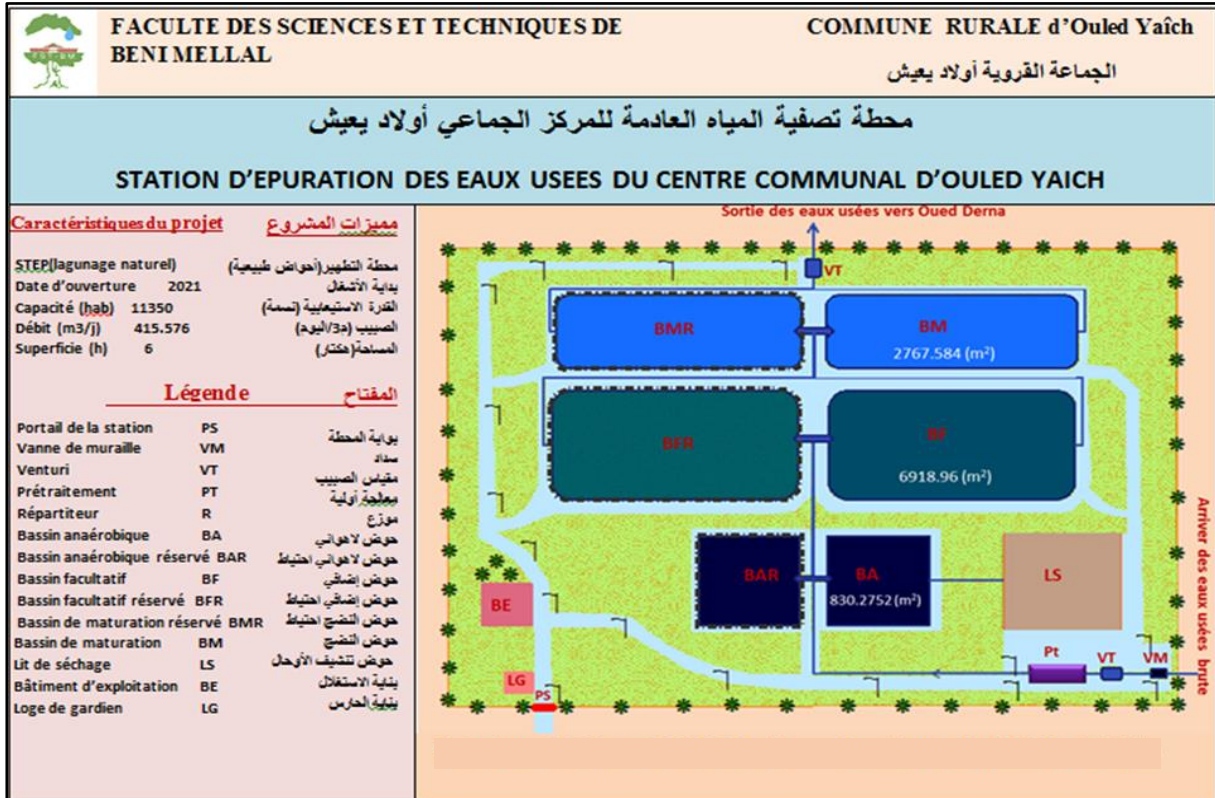 FACULTE DES SCIENCES ET TECHNIQUES DE
BENI MELLAL
COMMUNE RURALE d’Ouled Yaîch
الجماعة القروية أولاد يعيش
محطة تصفية المياه العادمة للمركز الجماعي أولاد يعيش
STATION D’EPURATION DES EAUX USEES DU CENTRE COMMUNAL D’OULED YAICH
Caractéristiques du projet مميزات المشروع
STEP(lagunage naturel) محطة التطهير(أحواض طبيعية)
Date d’ouverture 2021 بداية الأشغال
Capacité (hab) 11350 القدرة الاستيعابية (نسمة)
Débit (m3/j) 415.576 الصبيب (م3/اليوم)
Superficie (h) 6 المساحة(هكتار)
Légende المفتاح
Portail de la station PS بوابة المحطة
Vanne de muraille VM سداد
Venturi VT مقياس الصبيب
Prétraitement PT معالجة أولية
Répartiteur R موزع
Bassin anaérobique BA حوض لاهوائي
Bassin anaérobique réservé BAR حوض لاهوائي احتياط
Bassin facultatif BF حوض إضافي
Bassin facultatif réservé BFR حوض إضافي احتياط
Bassin de maturation réservé BMR حوض النضج احتياط
Bassin de maturation BM حوض النضج
Lit de séchage LS حوض تنشيف الأوحال
Bâtiment d’exploitation BE بناية الاستغلال
Loge de gardien LG بناية الحارس
Sortie des eaux usées vers Oued Derna
VT
BMR
BM
2767.584 (m²)
BFR
BF
6918.96 (m²)
BAR
BA
830.2752 (m²)
LS
BE
LG
PS
Pt
VT
VM
Arriver des eaux usées brute